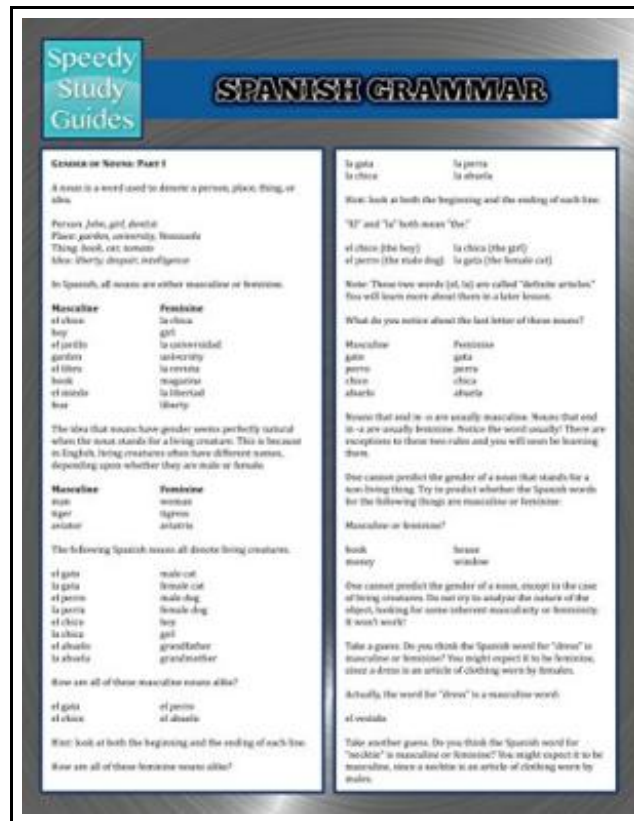 Speedy
Study
Guides
SPANISH GRAMMAR
GENDER OF NOUNS: PART I
A noun is a word used to denote a person, place, thing, or
idea.
Person: John, girl, dentist
Place: garden, university, Venezuela
Thing: book, car, tomato
Idea: liberty, despair, intelligence
In Spanish, all nouns are either masculine or feminine.
Masculine Feminine
el chico la chica
boy girl
el jardín la universidad
garden university
el libro la revista
book magazine
el miedo la libertad
fear liberty
The idea that nouns have gender seems perfectly natural
when the noun stands for a living creature. This is because
in English, living creatures often have different names,
depending upon whether they are male or female.
Masculine Feminine
man woman
tiger tigress
aviator aviatrix
The following Spanish nouns all denote living creatures.
el gato male cat
la gata female cat
el perro male dog
la perra female dog
el chico boy
la chica girl
el abuelo grandfather
la abuela grandmother
How are all of these masculine nouns alike?
el gato el perro
el chico el abuelo
Hint: look at both the beginning and the ending of each line.
How are all of these feminine nouns alike?
la gata la perra
la chica la abuela
Hint: look at both the beginning and the ending of each line.
"El" and "la" both mean "the."
el chico (the boy) la chica (the girl)
el perro (the male dog) la gata (the female cat)
Note: These two words (el, la) are called "definite articles."
You will learn more about them in a later lesson.
What do you notice about the last letter of these nouns?
Masculine Feminine
gato gata
perro perra
chico chica
abuelo abuela
Nouns that end in -o are usually masculine. Nouns that end
in -a are usually feminine. Notice the word usually! There are
exceptions to these two rules and you will soon be learning
them.
One cannot predict the gender of a noun that stands for a
non-living thing. Try to predict whether the Spanish words
for the following things are masculine or feminine:
Masculine or feminine?
book house
money window
One cannot predict the gender of a noun, except in the case
of living creatures. Do not try to analyze the nature of the
object, looking for some inherent masculinity or femininity.
It won't work!
Take a guess. Do you think the Spanish word for "dress" is
masculine or feminine? You might expect it to be feminine,
since a dress is an article of clothing worn by females.
Actually, the word for "dress" is a masculine word:
el vestido
Take another guess. Do you think the Spanish word for
"necktie" is masculine or feminine? You might expect it to be
masculine, since a necktie is an article of clothing worn by
males.